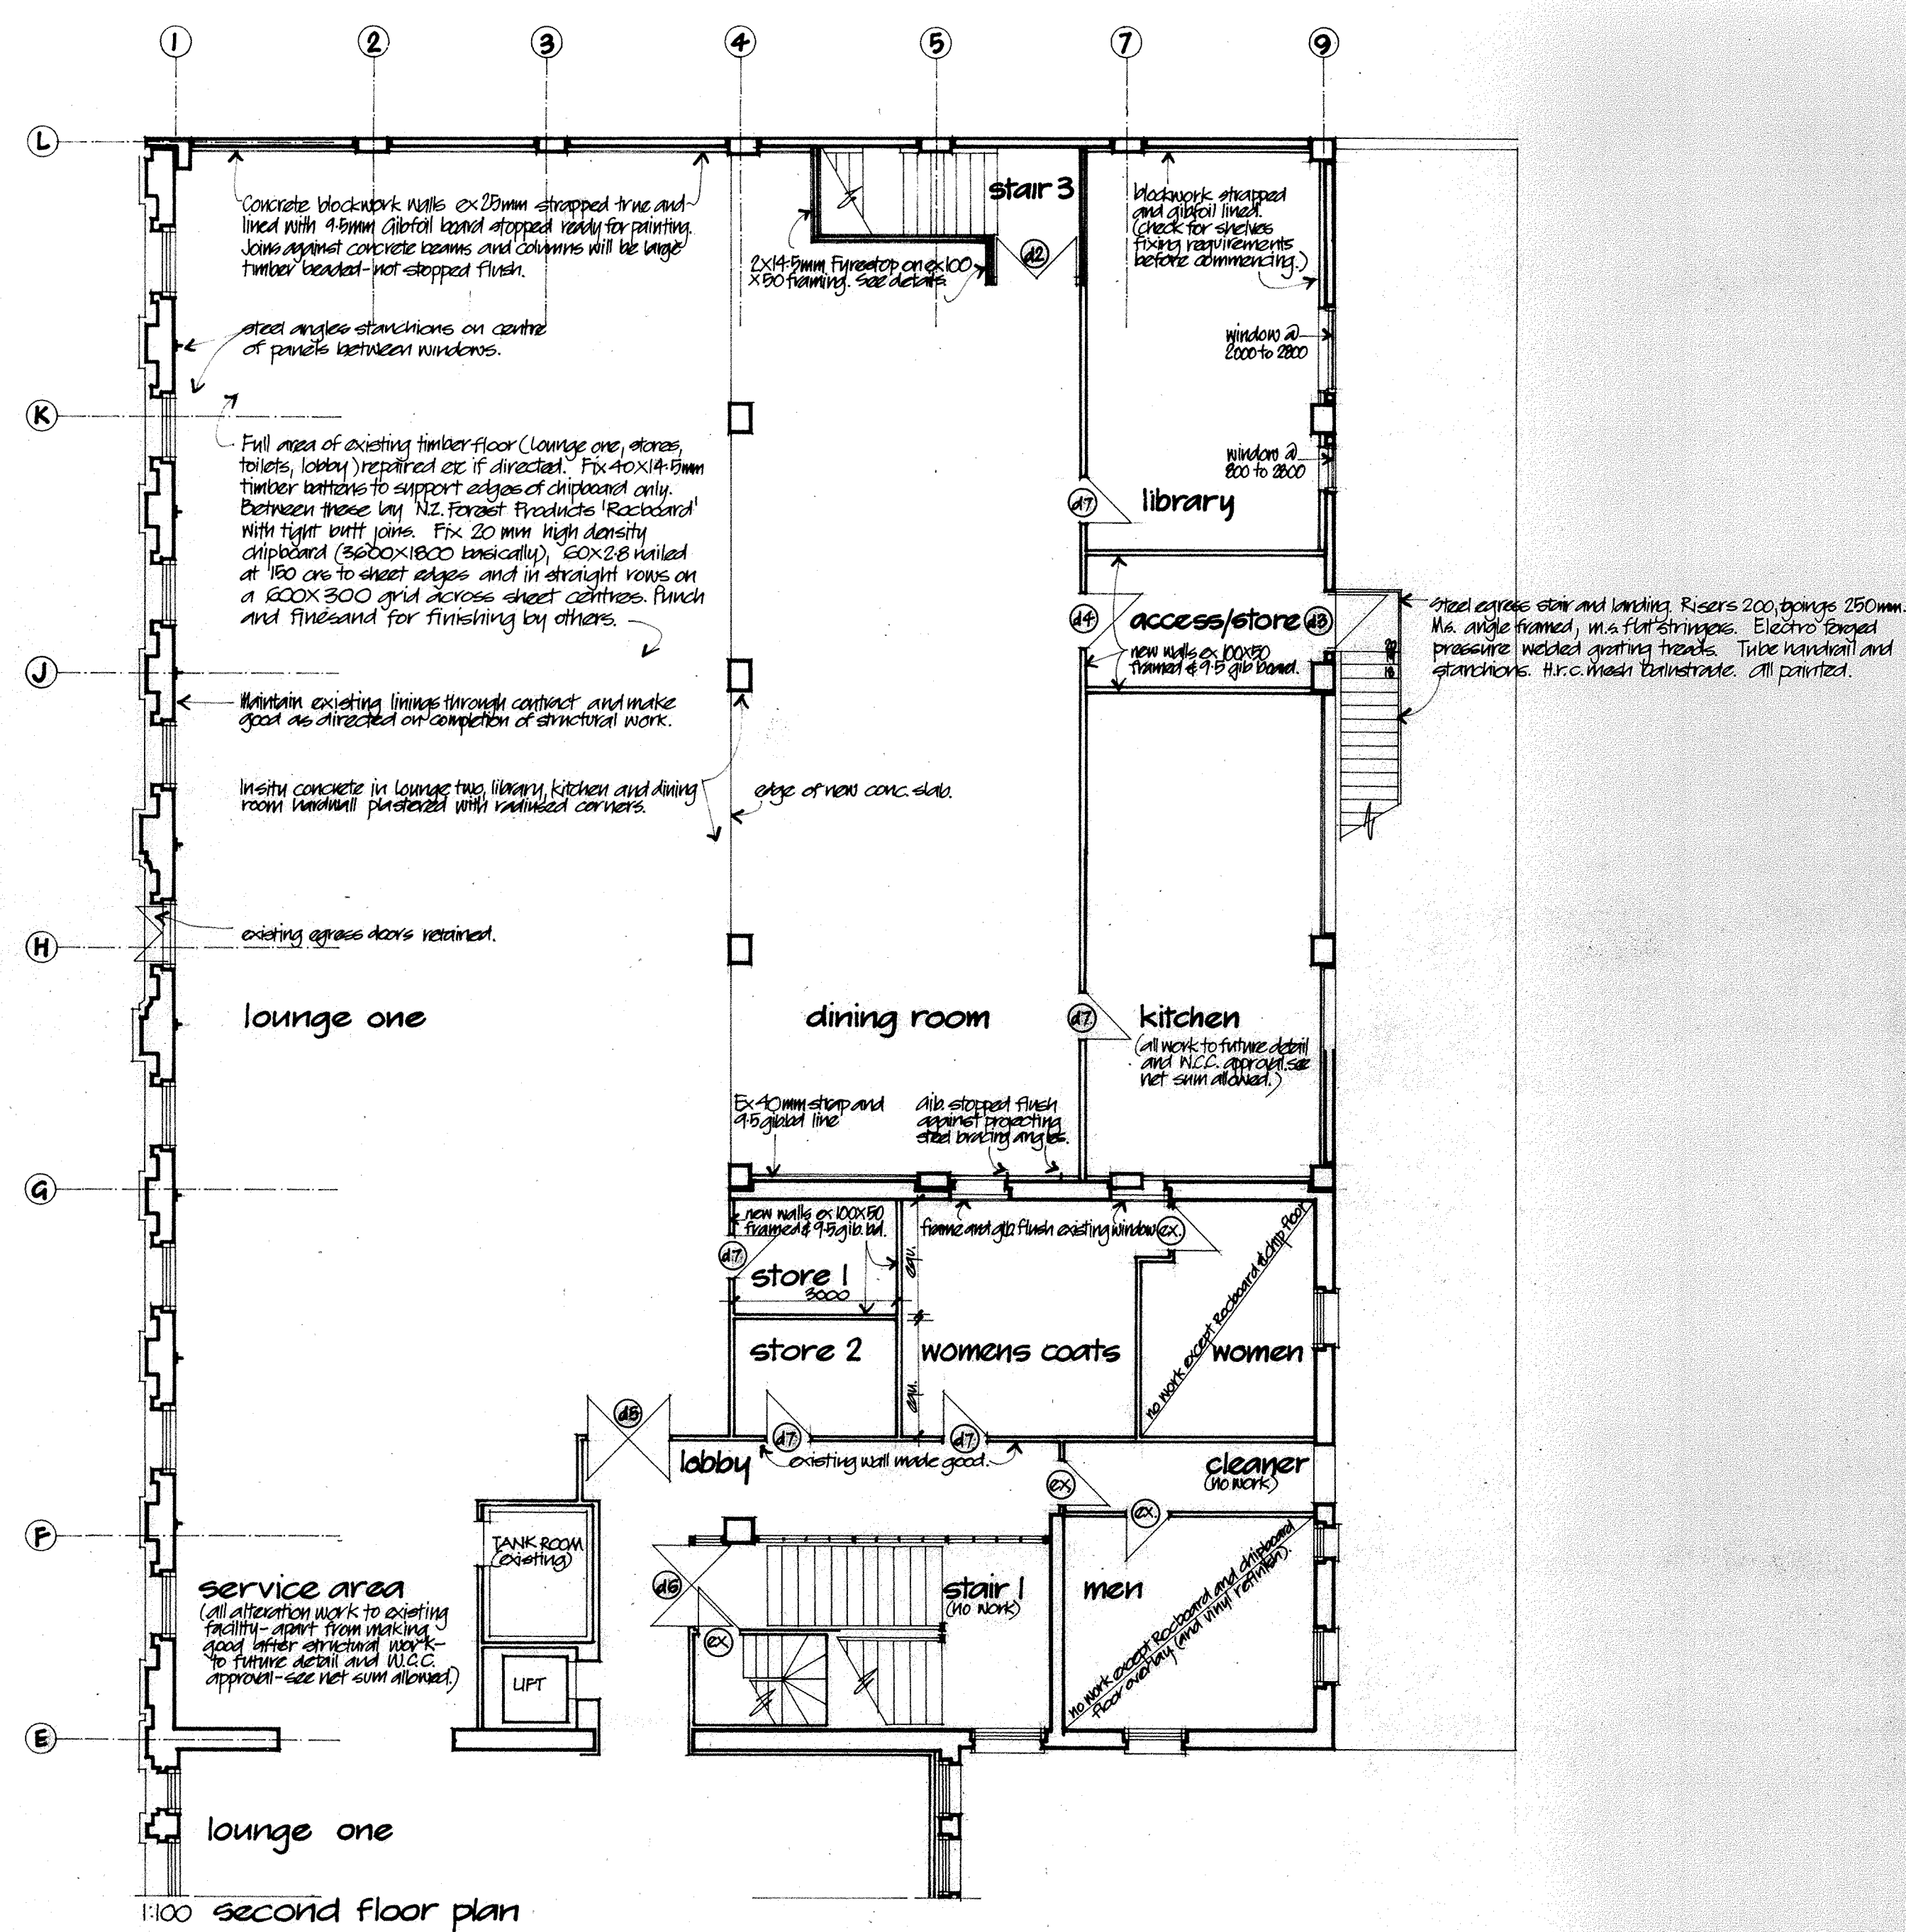 1 2 3 4 5 7 9
L
Concrete blockwork walls ex 25mm strapped true and
lined with 9.5mm Gibfoil board stopped ready for painting.
Joins against concrete beams and columns will be large
timber beaded - not stopped flush.
stair 3
d2
2X14.5mm Fyrestop on ex 100
X50 framing. See details.
blockwork strapped
and gibfoil lined.
(check for shelves
fixing requirements
before commencing.)
steel angles stanchions on centre
of panels between windows.
window @
2000 to 2800
K
window @
800 to 2800
Full area of existing timber floor (Lounge one, stores,
toilets, lobby) repaired etc if directed. Fix 40X14.5mm
timber battens to support edges of chipboard only.
Between these lay N.Z. Forest Products 'Rocboard'
with tight butt joins. Fix 20 mm high density
chipboard (3600X1800 basically), 60X2.8 nailed
at 150 crs to sheet edges and in straight rows on
a 600X300 grid across sheet centres. Punch
and finesand for finishing by others.
d7
library
d4
access/store
d3
new walls ex 100X50
framed & 9.5 gib board.
Steel egress stair and landing. Risers 200, goings 250mm.
Ms. angle framed, m.s flat stringers. Electro forged
pressure welded grating treads. Tube handrail and
stanchions. H.r.c. mesh balustrade. All painted.
J
Maintain existing linings through contract and make
good as directed on completion of structural work.
Insitu concrete in Lounge two, library, kitchen and dining
room hardwall plastered with radiused corners.
edge of new conc. slab.
existing egress doors retained.
H
lounge one
dining room
d7
kitchen
(all work to future detail
and W.C.C. approval. see
net sum allowed.)
Ex 40mm strap and
9.5 gib.bd line
Gib. stopped flush
against projecting
steel bracing angles.
G
new walls ex 100X50
framed & 9.5 gib. bd.
frame and gib. flush existing window
ex.
d7
store 1
3000
equ.
no work except Rocboard & chip floor
store 2
womens coats
women
equ.
d5
d7
d7
lobby
existing wall made good.
cleaner
(no work)
ex
ex.
F
TANK ROOM
(existing)
d6
stair 1
(no work)
men
no work except Rocboard and chipboard
floor overlay (and vinyl refinish).
service area
(all alteration work to existing
facility - apart from making
good after structural work -
to future detail and W.C.C.
approval - see net sum allowed.)
ex
LIFT
E
lounge one
1:100 second floor plan